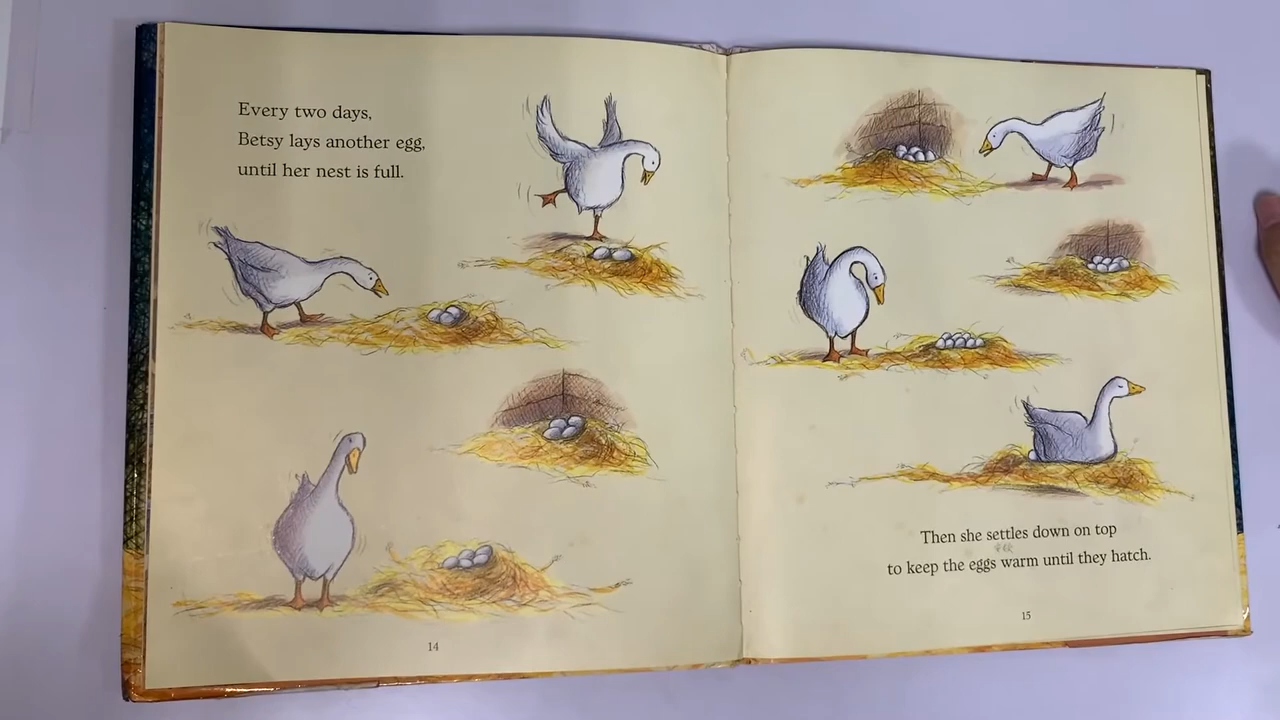 Every two days,
Betsy lays another egg,
until her nest is full.
14
Then she settles down on top
to keep the eggs warm until they hatch.
15